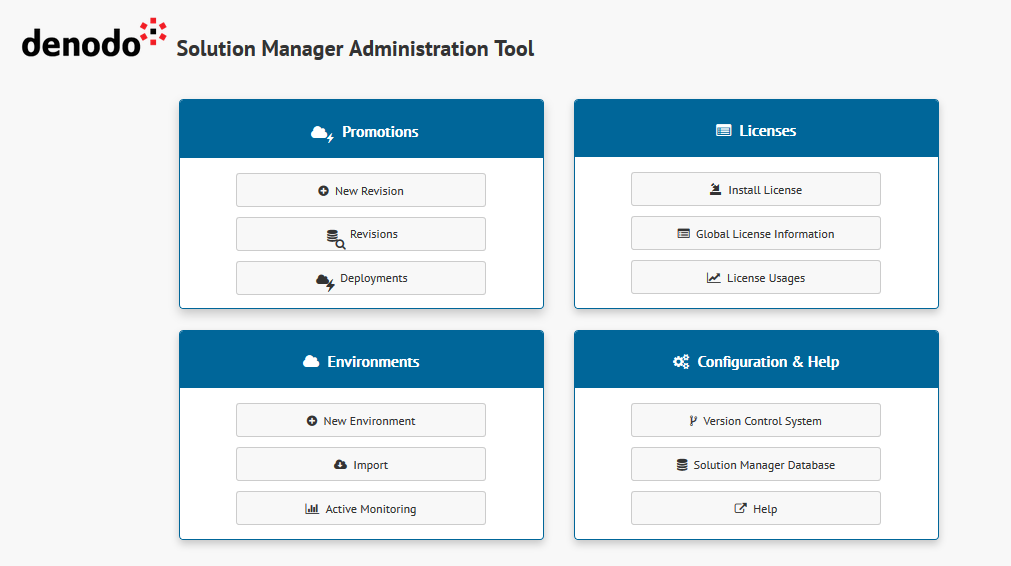 denodo Solution Manager Administration Tool
Promotions
New Revision
Revisions
Deployments
Licenses
Install License
Global License Information
License Usages
Environments
New Environment
Import
Active Monitoring
Configuration & Help
Version Control System
Solution Manager Database
Help